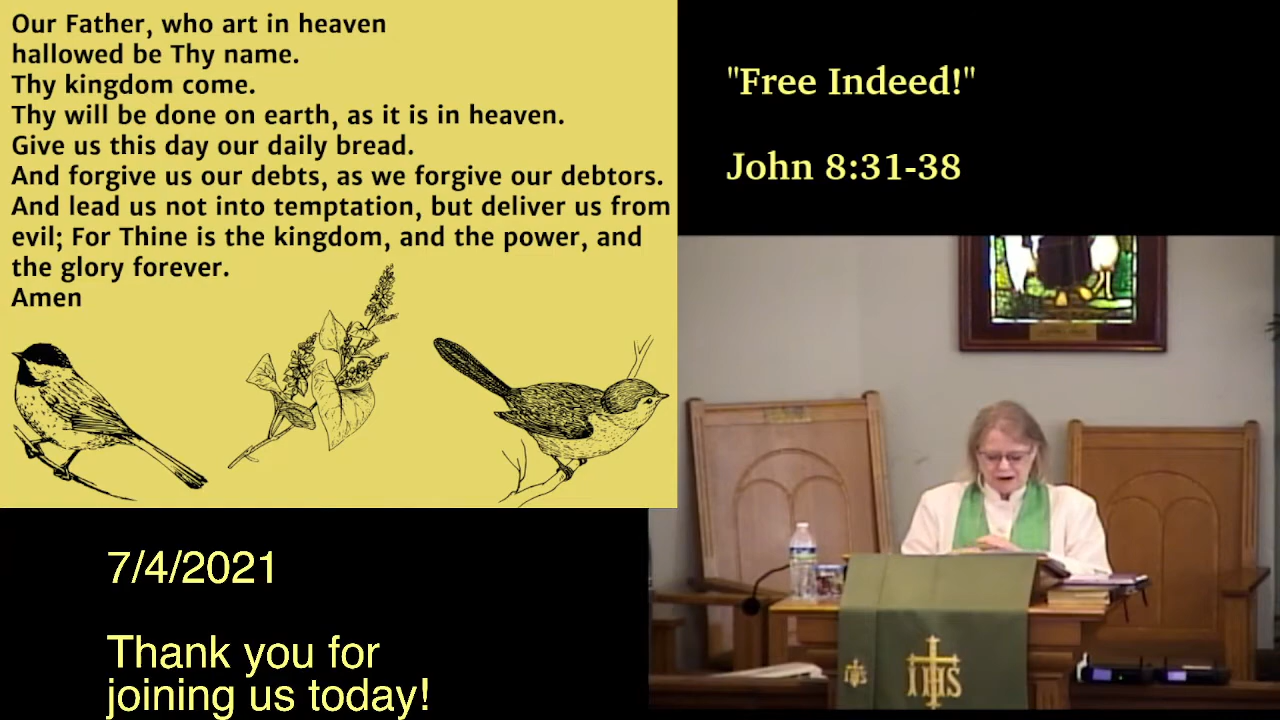 Our Father, who art in heaven
hallowed be Thy name.
Thy kingdom come.
Thy will be done on earth, as it is in heaven.
Give us this day our daily bread.
And forgive us our debts, as we forgive our debtors.
And lead us not into temptation, but deliver us from
evil; For Thine is the kingdom, and the power, and
the glory forever.
Amen
"Free Indeed!"
John 8:31-38
7/4/2021
Thank you for
joining us today!
IHS